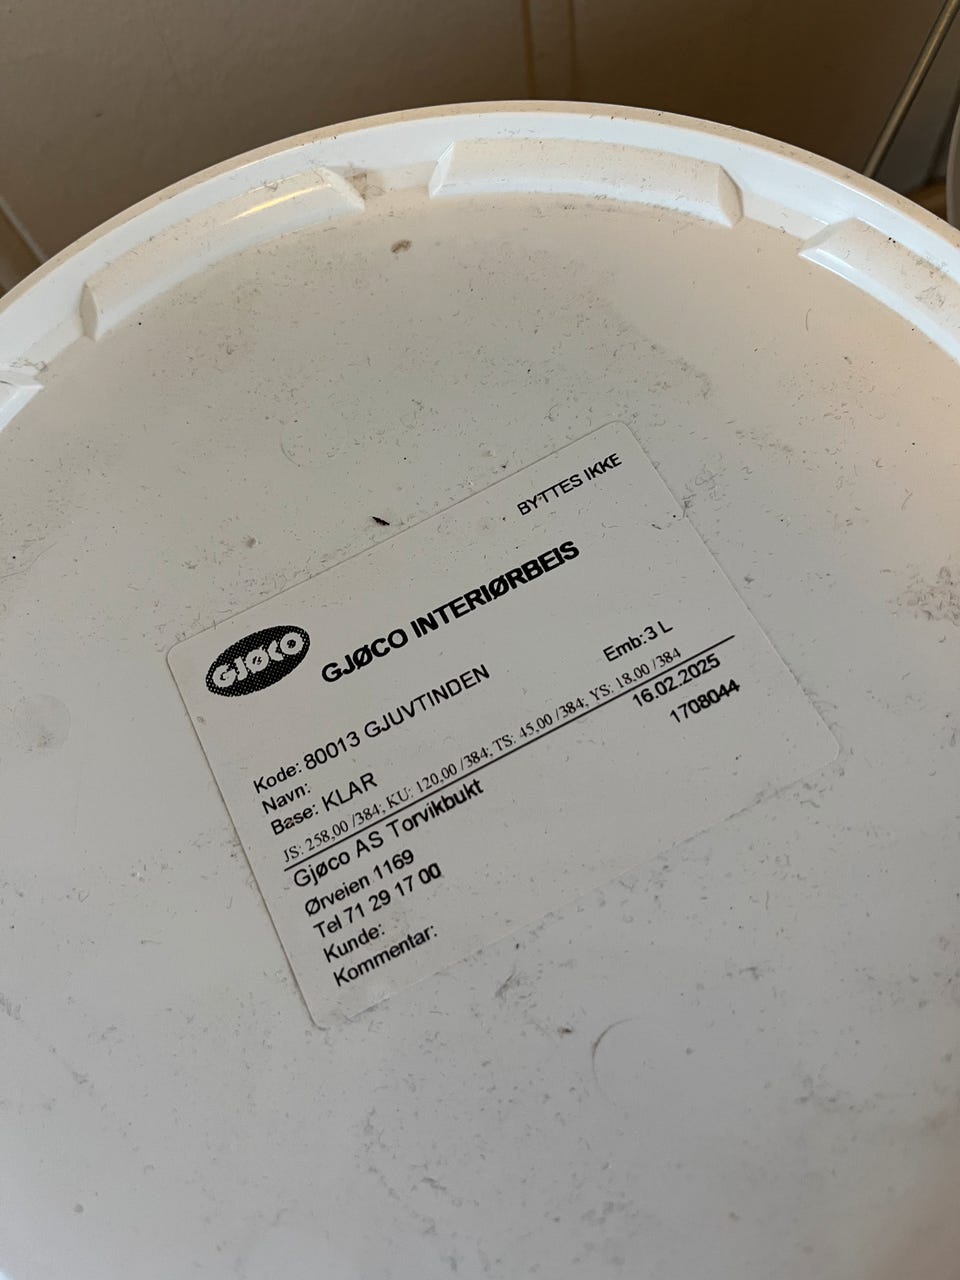 BYTTES IKKE
GJØCO
GJØCO INTERIØRBEIS
Kode: 80013 GJUVTINDEN
Navn:
Base: KLAR
Emb:3 L
JS: 258,00 /384; KU: 120,00 /384; TS: 45,00 /384; YS: 18,00 /384
Gjøco AS Torvikbukt
16.02.2025
Ørveien 1169
1708044
Tel 71 29 17 00
Kunde:
Kommentar: